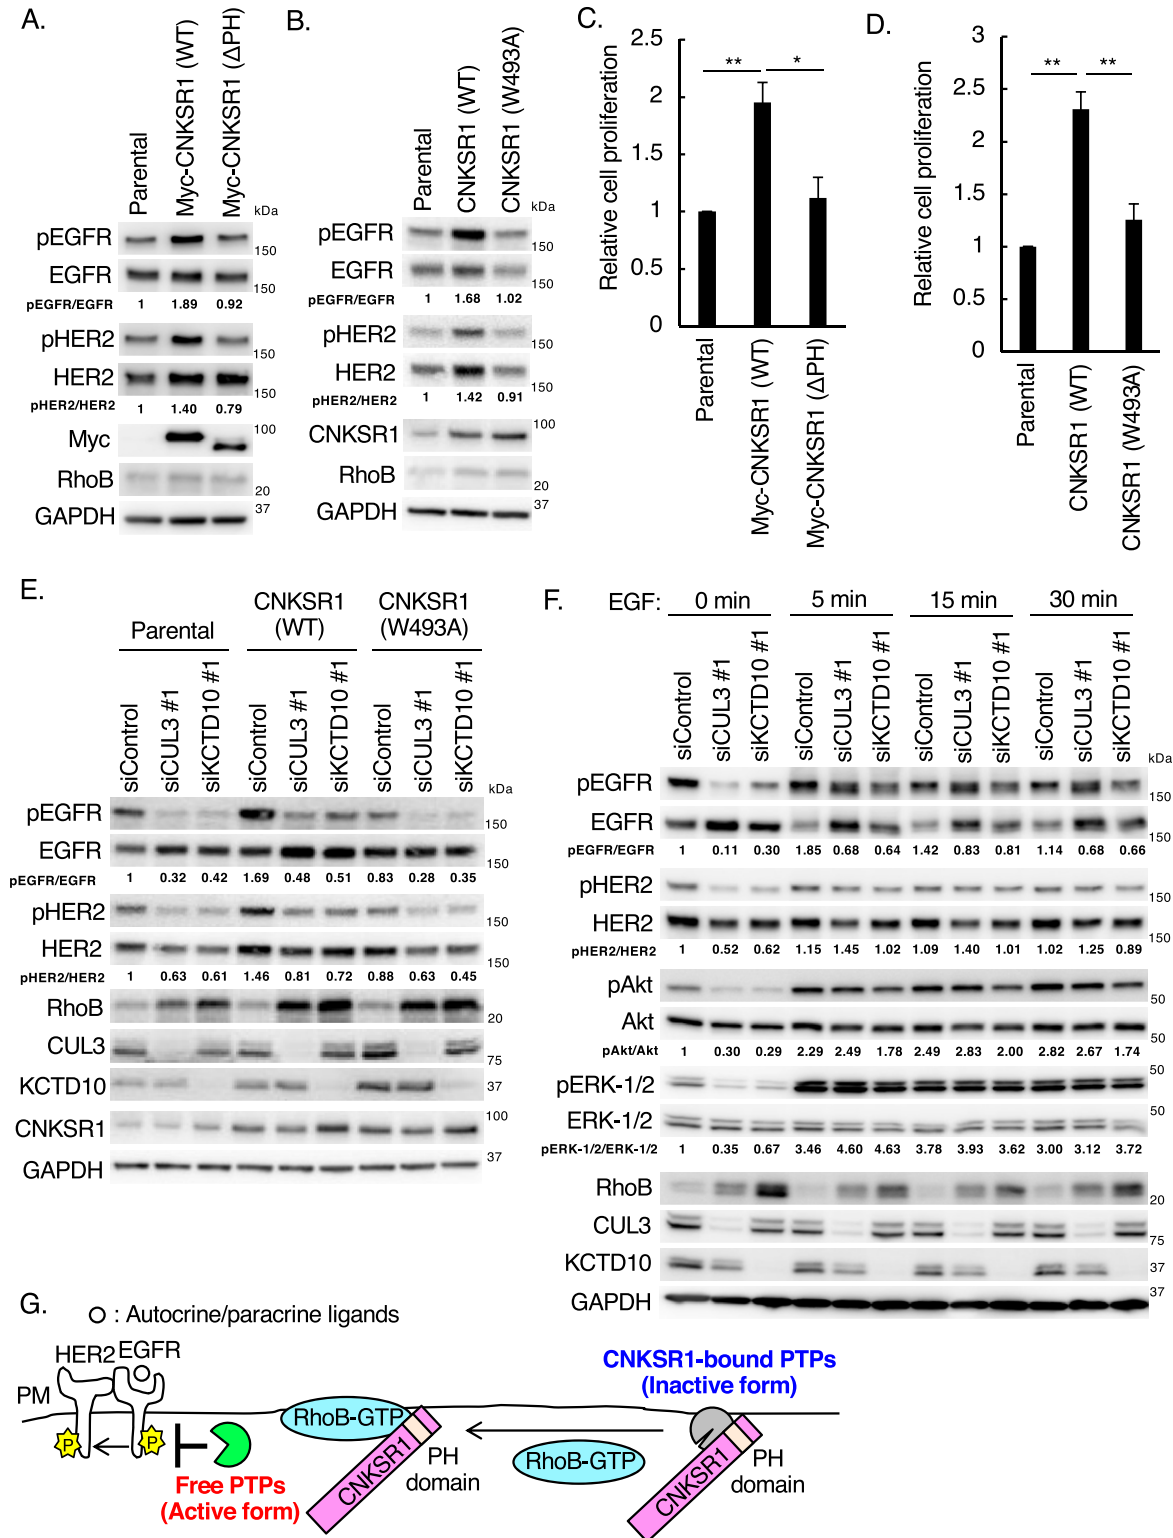 A.
Parental
Myc-CNKSR1 (WT)
Myc-CNKSR1 (ΔPH)
kDa
pEGFR
150
EGFR
150
pEGFR/EGFR 1 1.89 0.92
pHER2
150
HER2
150
pHER2/HER2 1 1.40 0.79
Myc
100
RhoB
20
GAPDH
37
B.
Parental
CNKSR1 (WT)
CNKSR1 (W493A)
kDa
pEGFR
150
EGFR
150
pEGFR/EGFR 1 1.68 1.02
pHER2
150
HER2
150
pHER2/HER2 1 1.42 0.91
CNKSR1
100
RhoB
20
GAPDH
37
C.
Relative cell proliferation
2.5
2
1.5
1
0.5
0
** *
Parental
Myc-CNKSR1 (WT)
Myc-CNKSR1 (ΔPH)
D.
Relative cell proliferation
3
2.5
2
1.5
1
0.5
0
** **
Parental
CNKSR1 (WT)
CNKSR1 (W493A)
E.
Parental
CNKSR1
(WT)
CNKSR1
(W493A)
siControl
siCUL3 #1
siKCTD10 #1
siControl
siCUL3 #1
siKCTD10 #1
siControl
siCUL3 #1
siKCTD10 #1
kDa
pEGFR
150
EGFR
150
pEGFR/EGFR 1 0.32 0.42 1.69 0.48 0.51 0.83 0.28 0.35
pHER2
150
HER2
150
pHER2/HER2 1 0.63 0.61 1.46 0.81 0.72 0.88 0.63 0.45
RhoB
20
CUL3
75
KCTD10
37
CNKSR1
100
GAPDH
37
F.
EGF: 0 min 5 min 15 min 30 min
siControl
siCUL3 #1
siKCTD10 #1
siControl
siCUL3 #1
siKCTD10 #1
siControl
siCUL3 #1
siKCTD10 #1
siControl
siCUL3 #1
siKCTD10 #1
kDa
pEGFR
150
EGFR
150
pEGFR/EGFR 1 0.11 0.30 1.85 0.68 0.64 1.42 0.83 0.81 1.14 0.68 0.66
pHER2
150
HER2
150
pHER2/HER2 1 0.52 0.62 1.15 1.45 1.02 1.09 1.40 1.01 1.02 1.25 0.89
pAkt
Akt
pAkt/Akt 1 0.30 0.29 2.29 2.49 1.78 2.49 2.83 2.00 2.82 2.67 1.74
50
pERK-1/2
50
ERK-1/2
50
pERK-1/2/ERK-1/2 1 0.35 0.67 3.46 4.60 4.63 3.78 3.93 3.62 3.00 3.12 3.72
RhoB
20
CUL3
75
KCTD10
37
GAPDH
37
G.
: Autocrine/paracrine ligands
HER2 EGFR
PM
P
P
Free PTPs
(Active form)
RhoB-GTP
CNKSR1
PH
domain
RhoB-GTP
CNKSR1-bound PTPs
(Inactive form)
CNKSR1
PH
domain